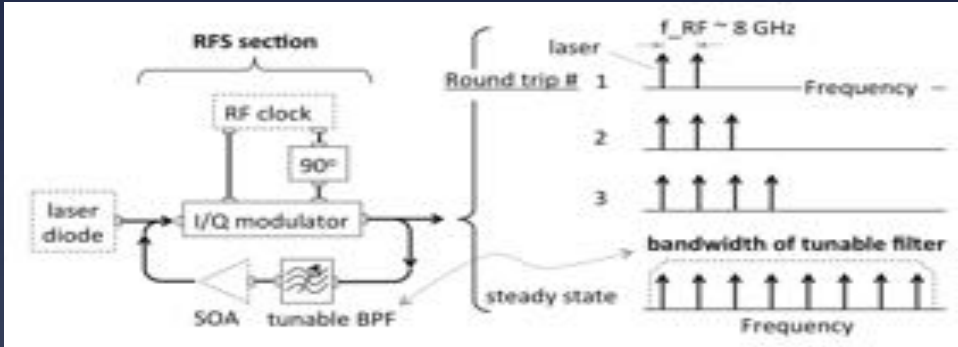 RFS section
RF clock
90°
laser
diode
I/Q modulator
SOA
tunable BPF
f_RF ~ 8 GHz
laser
Round trip # 1
Frequency
2
3
bandwidth of tunable filter
steady state
Frequency